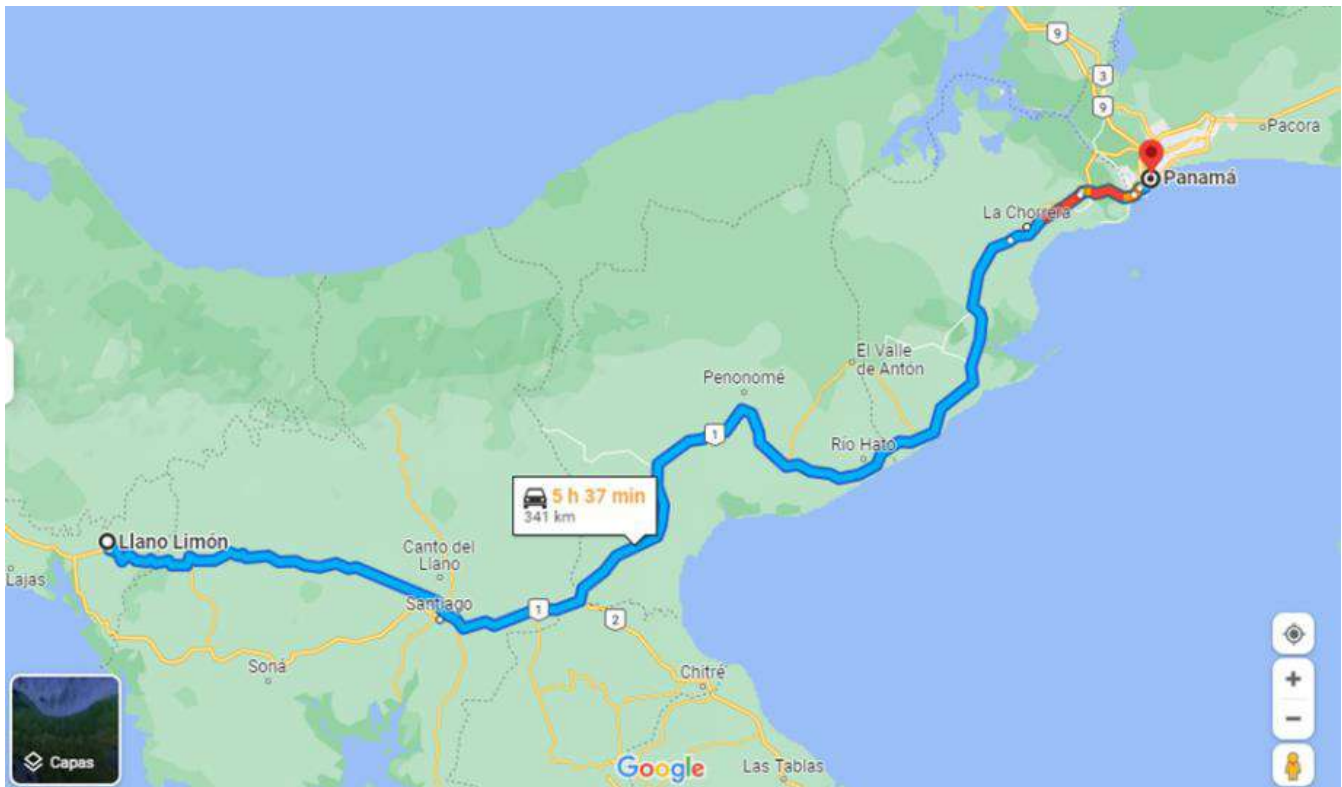 9
3
9
Pacora
Panamá
La Chorrera
El Valle
de Antón
Penonomé
1
Río Hato
5 h 37 min
341 km
Llano Limón
Lajas
Canto del
Llano
Santiago
1
2
Soná
Chitré
Capas
Google
Las Tablas